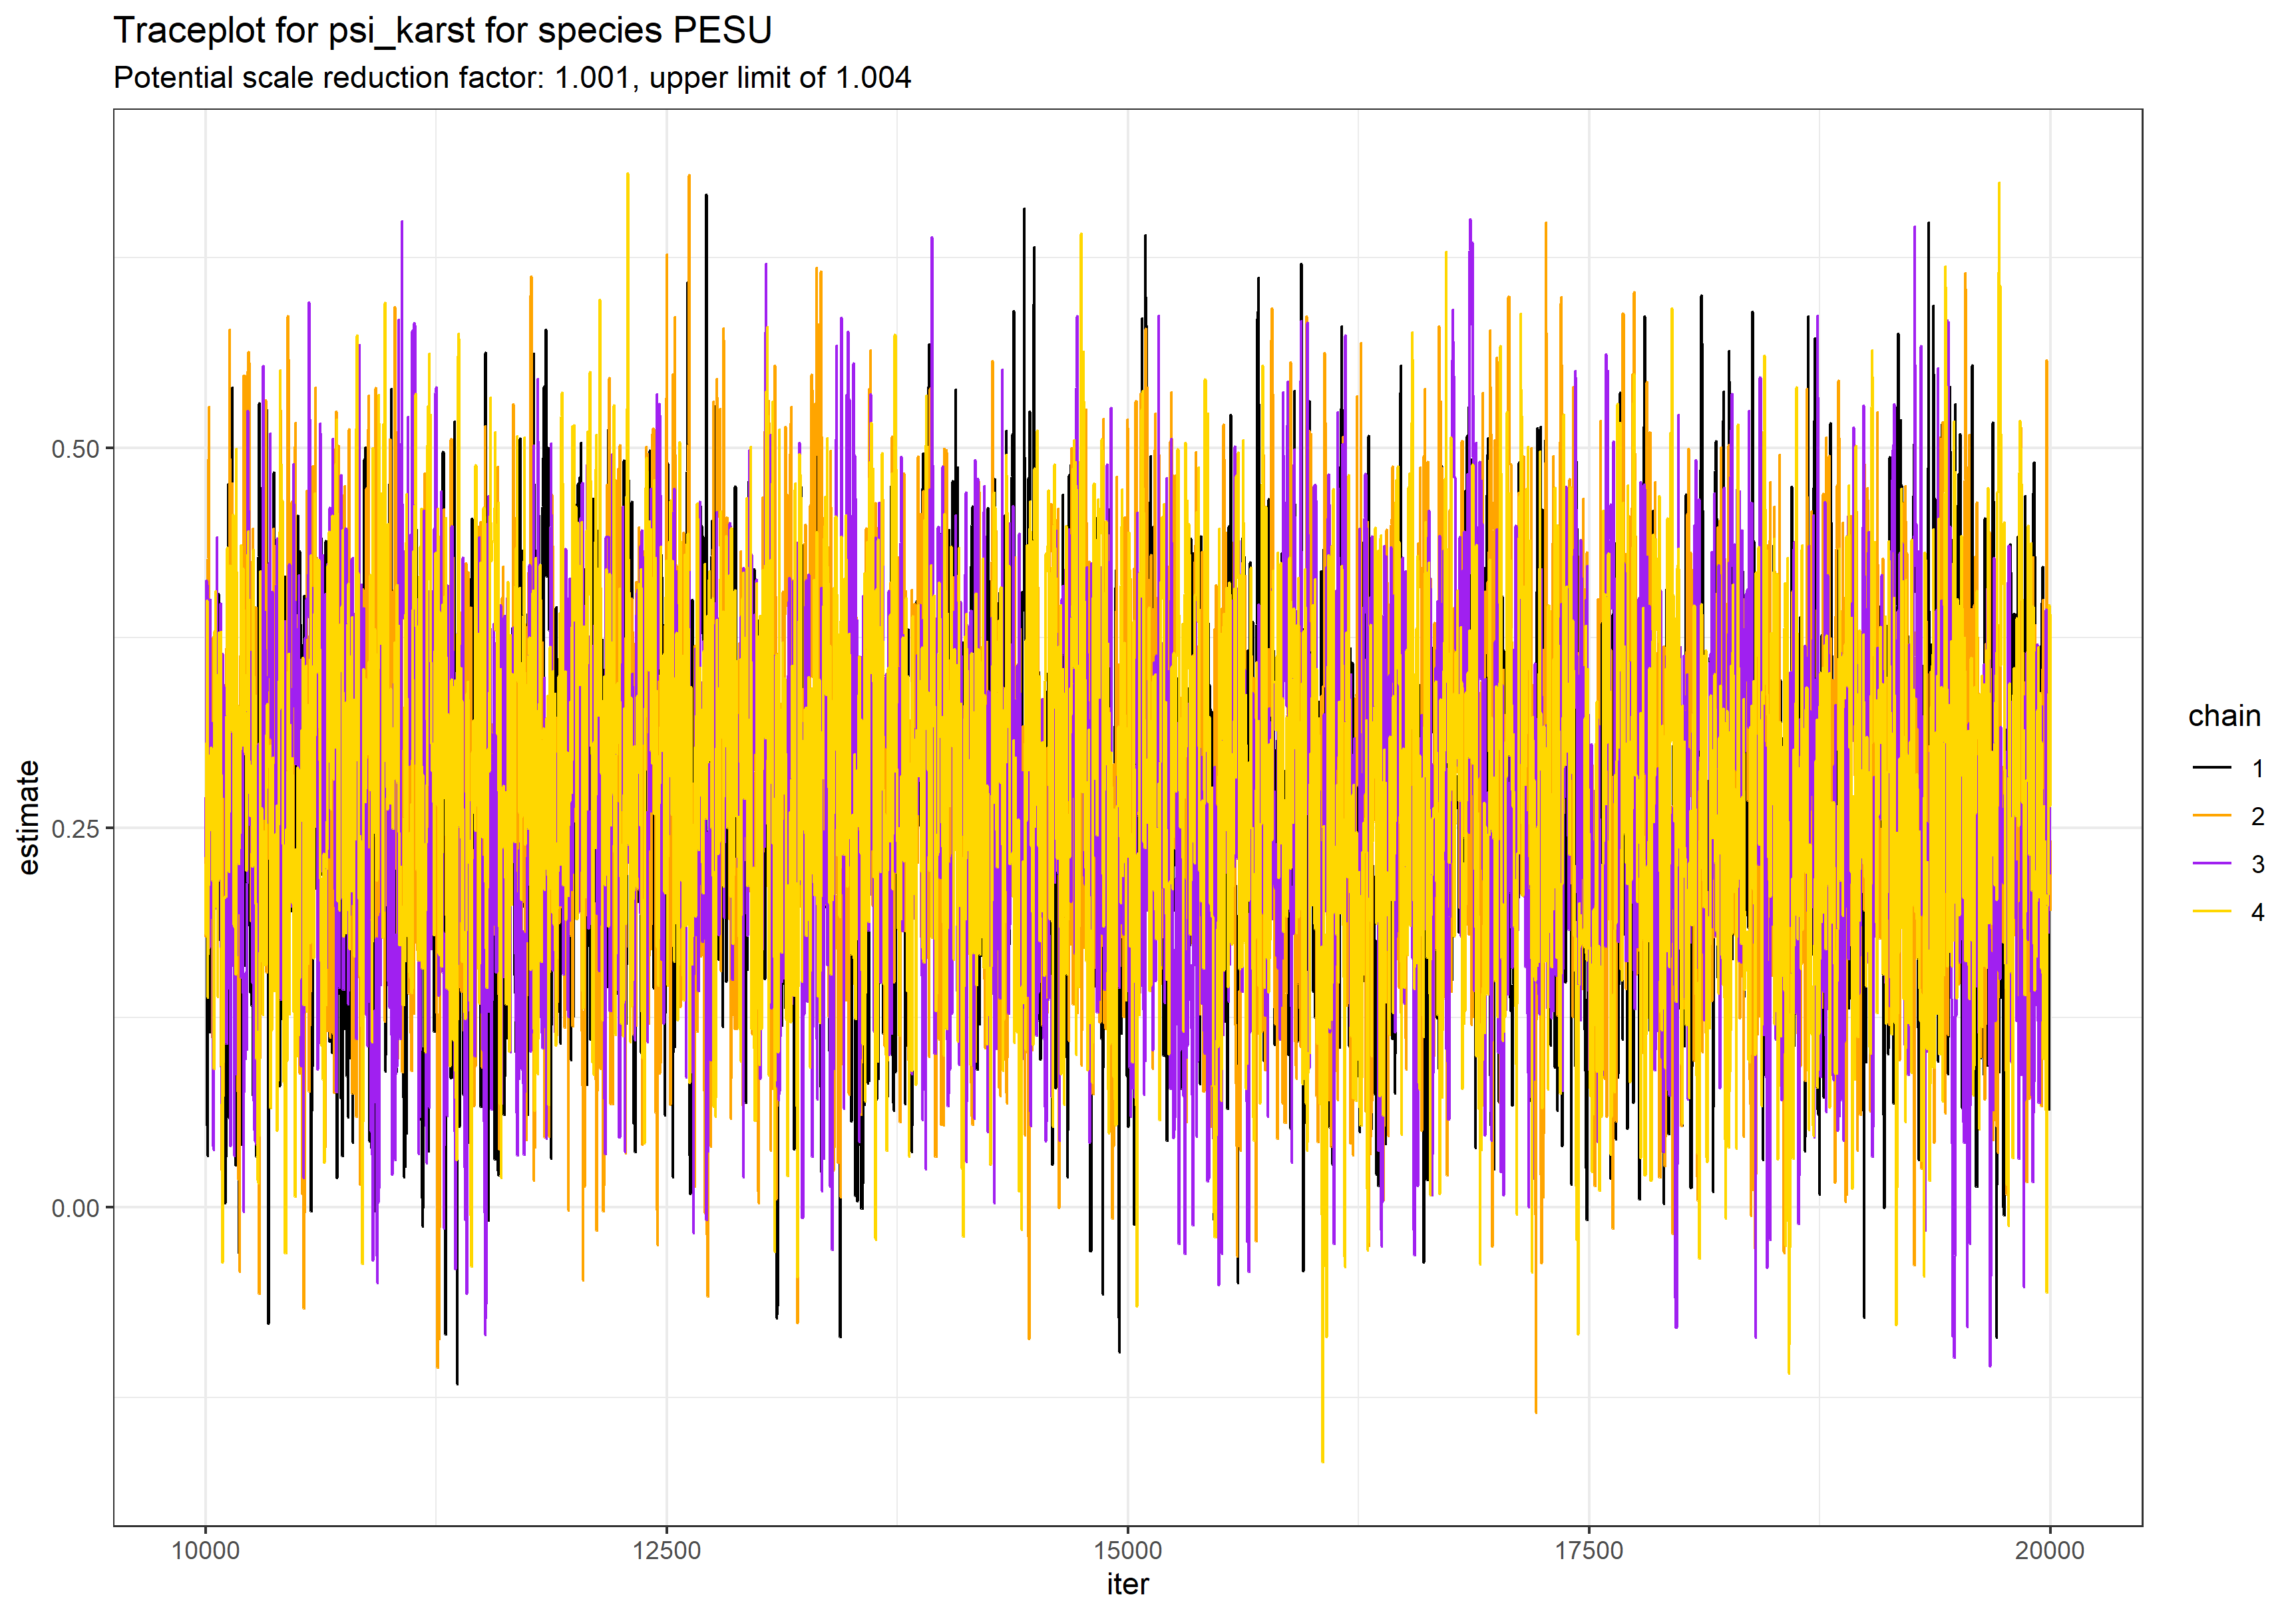 Traceplot for psi_karst for species PESU
Potential scale reduction factor: 1.001, upper limit of 1.004
estimate
0.50
0.25
0.00
10000 12500 15000 17500 20000
iter
chain
1
2
3
4